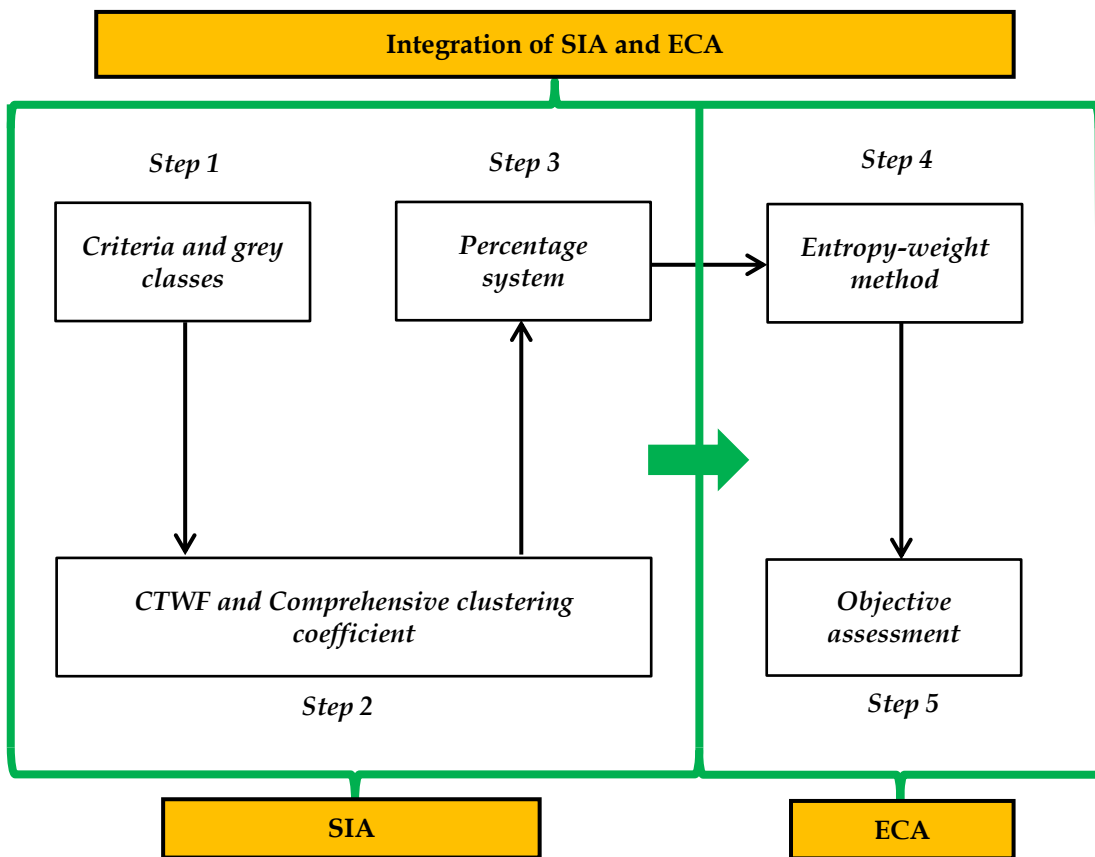 Integration of SIA and ECA
Step 1
Step 3
Step 4
Criteria and grey
classes
Percentage
system
Entropy-weight
method
CTWF and Comprehensive clustering
coefficient
Objective
assessment
Step 2
Step 5
SIA
ECA